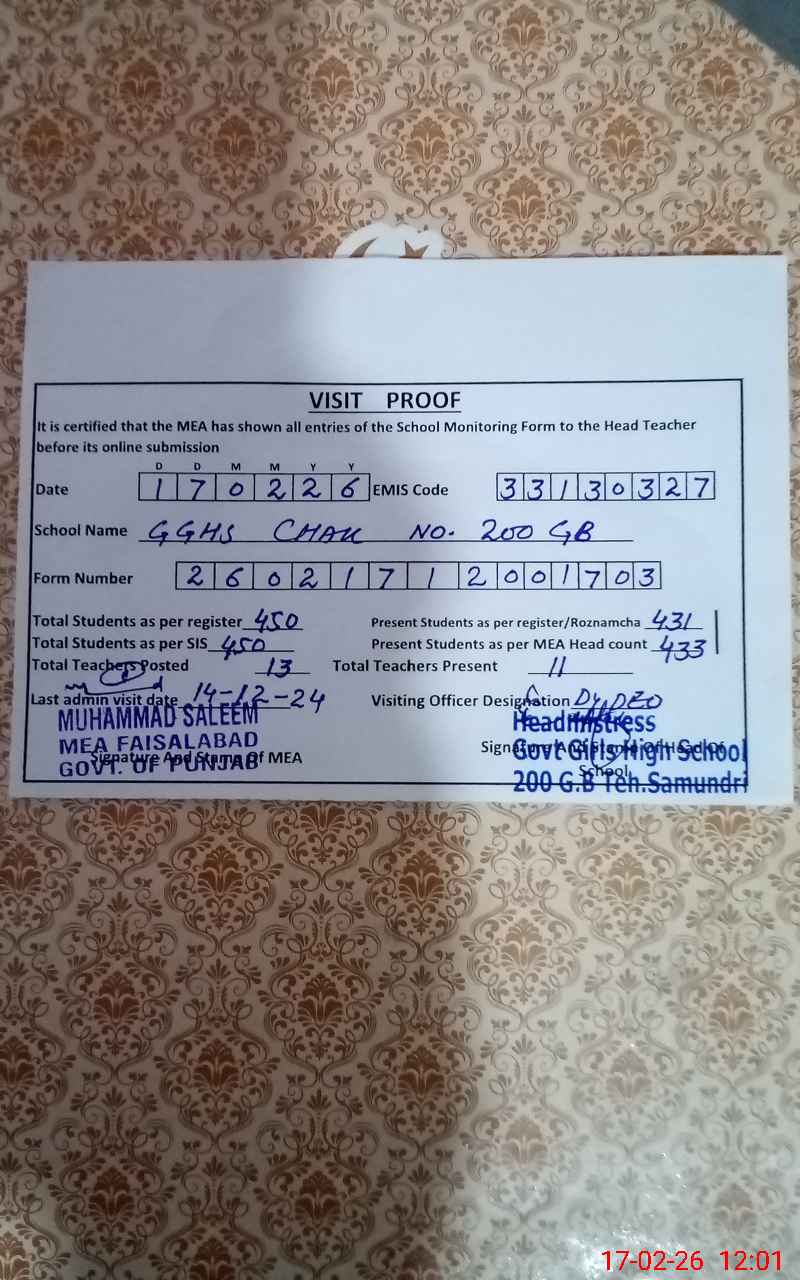 VISIT PROOF
It is certified that the MEA has shown all entries of the School Monitoring Form to the Head Teacher
before its online submission
D D M M Y Y
Date 1 7 0 2 2 6 EMIS Code 3 3 1 3 0 3 2 7
School Name GGHS CHAK NO. 200 GB
Form Number 2 6 0 2 1 7 1 2 0 0 1 7 0 3
Total Students as per register 450 Present Students as per register/Roznamcha 431
Total Students as per SIS 450 Present Students as per MEA Head count 433
Total Teachers Posted 13 Total Teachers Present 11
Last admin visit date 14-12-24 Visiting Officer Designation Dy.DEO
MUHAMMAD SALEEM
MEA FAISALABAD
GOVT. OF PUNJAB
Signature And Stamp Of MEA
Headmistress
Govt Girls High School
200 G.B Teh.Samundri
Signature And Stamp Of Head Of
School
17-02-26 12:01